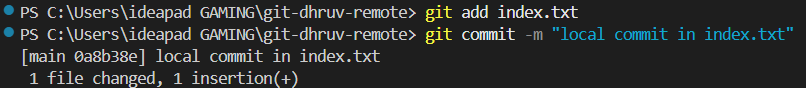 PS C:\Users\ideapad GAMING\git-dhruv-remote> git add index.txt
PS C:\Users\ideapad GAMING\git-dhruv-remote> git commit -m "local commit in index.txt"
[main 0a8b38e] local commit in index.txt
 1 file changed, 1 insertion(+)